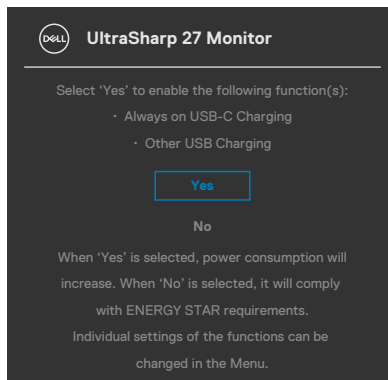 DELL UltraSharp 27 Monitor
Select ‘Yes’ to enable the following function(s):
· Always on USB-C Charging
· Other USB Charging
Yes
No
When ‘Yes’ is selected, power consumption will
increase. When ‘No’ is selected, it will comply
with ENERGY STAR requirements.
Individual settings of the functions can be
changed in the Menu.